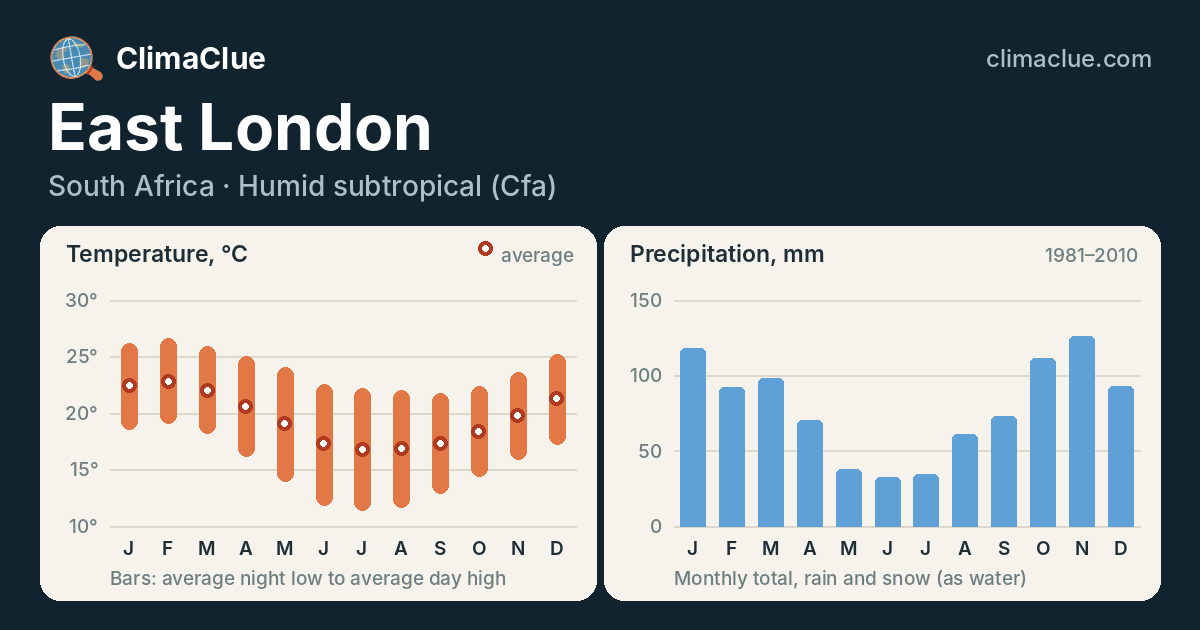 ClimaClue
climaclue.com
East London
South Africa · Humid subtropical (Cfa)
Temperature, °C
average
30°
25°
20°
15°
10°
J F M A M J J A S O N D
Bars: average night low to average day high
Precipitation, mm
1981–2010
150
100
50
0
J F M A M J J A S O N D
Monthly total, rain and snow (as water)